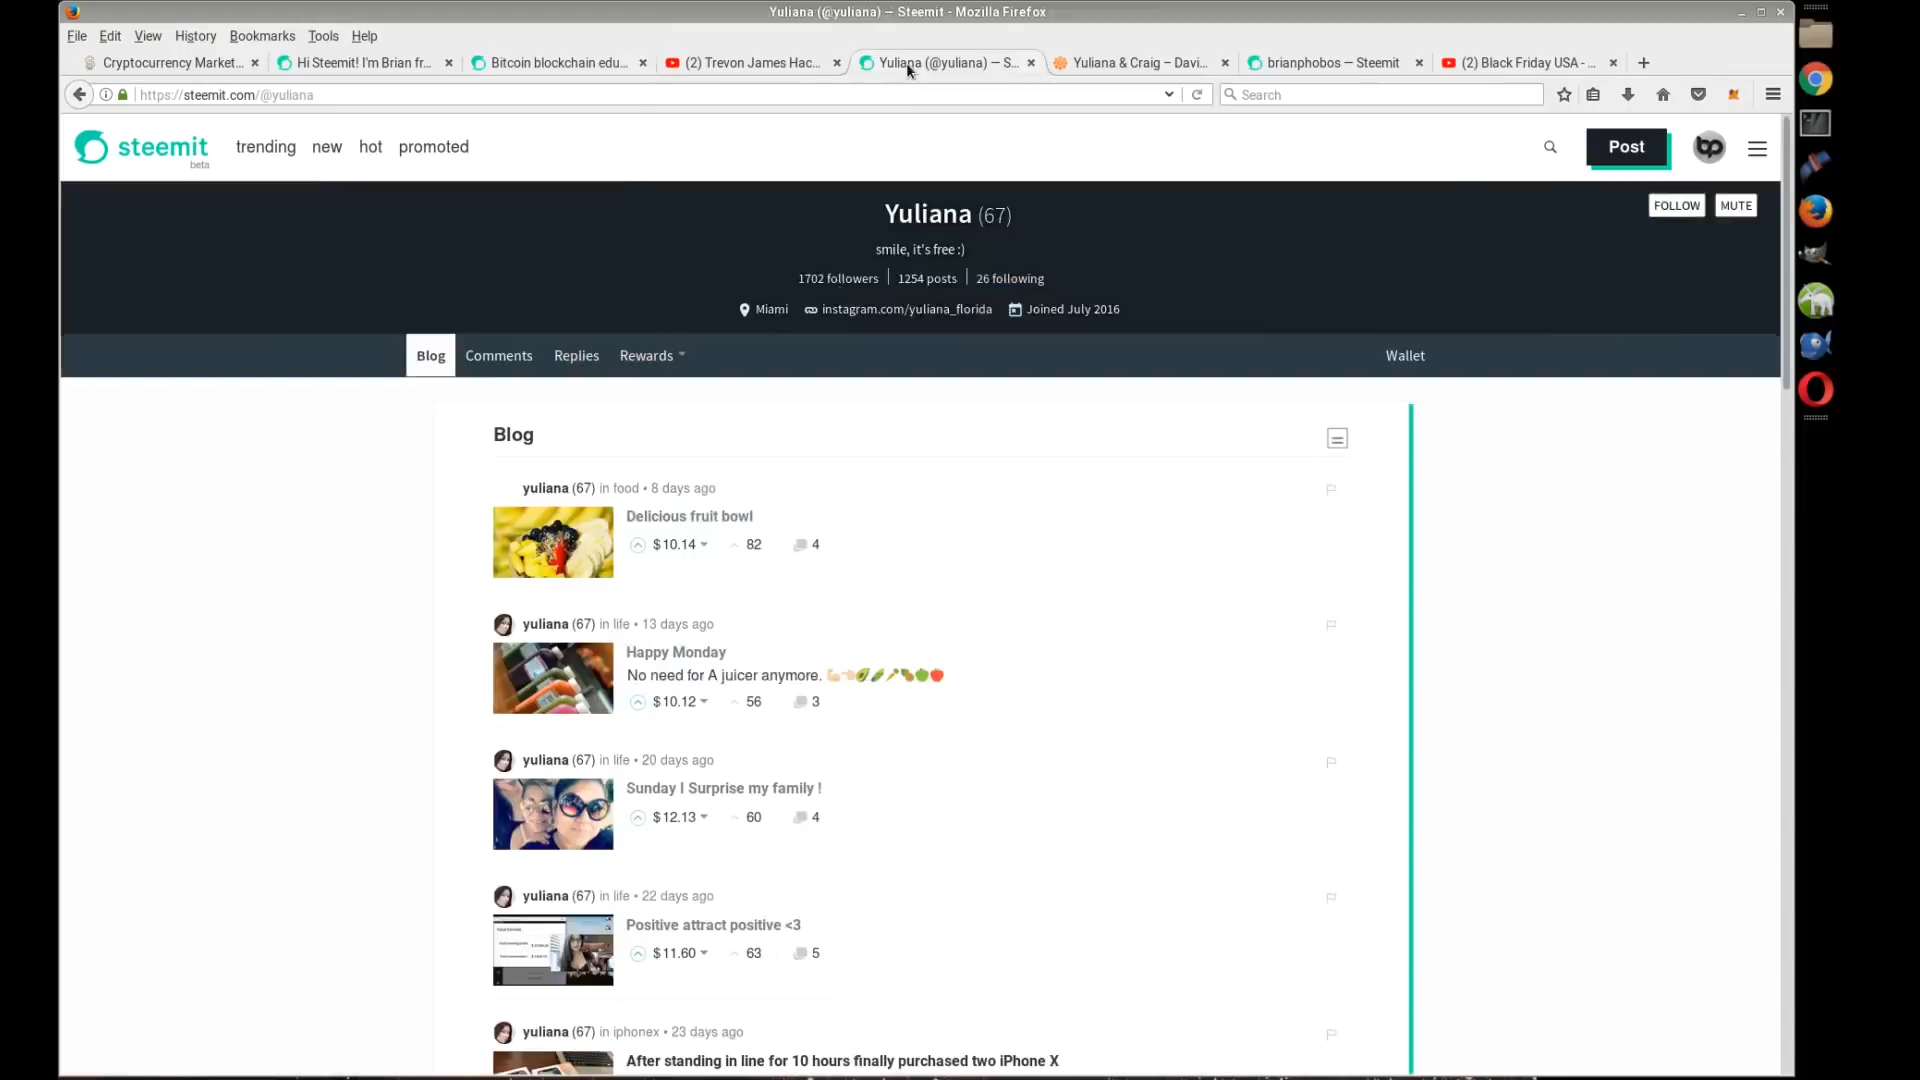 Yuliana (@yuliana) — Steemit - Mozilla Firefox
File Edit View History Bookmarks Tools Help
Cryptocurrency Market... Hi Steemit! I'm Brian fr... Bitcoin blockchain edu... (2) Trevon James Hac... Yuliana (@yuliana) — S... Yuliana & Craig – Davi... brianphobos — Steemit (2) Black Friday USA - ...
https://steemit.com/@yuliana Search
steemit beta trending new hot promoted Post bp
Yuliana (67) FOLLOW MUTE
smile, it's free :)
1702 followers 1254 posts 26 following
Miami instagram.com/yuliana_florida Joined July 2016
Blog Comments Replies Rewards Wallet
Blog
yuliana (67) in food • 8 days ago
Delicious fruit bowl
$10.14 82 4
yuliana (67) in life • 13 days ago
Happy Monday
No need for A juicer anymore. 💪🏻👈🏻🥑🥒🥕🍍🍏🍎
$10.12 56 3
yuliana (67) in life • 20 days ago
Sunday I Surprise my family !
$12.13 60 4
yuliana (67) in life • 22 days ago
Positive attract positive <3
$11.60 63 5
yuliana (67) in iphonex • 23 days ago
After standing in line for 10 hours finally purchased two iPhone X